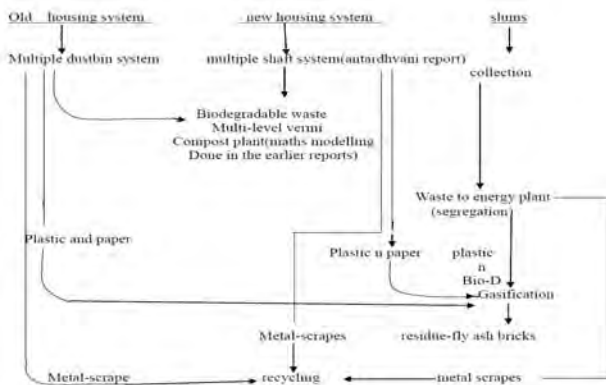 Old housing system
new housing system
slums
Multiple dustbin system
multiple shaft system(antardhvani report)
collection
Biodegradable waste
Multi-level vermi
Compost plant(maths modelling
Done in the earlier reports)
Waste to energy plant
(segregation)
Plastic and paper
Plastic n paper
plastic
n
Bio-D
Gasification
Metal-scrapes
residue-fly ash bricks
Metal-scrape
recycling
metal scrapes